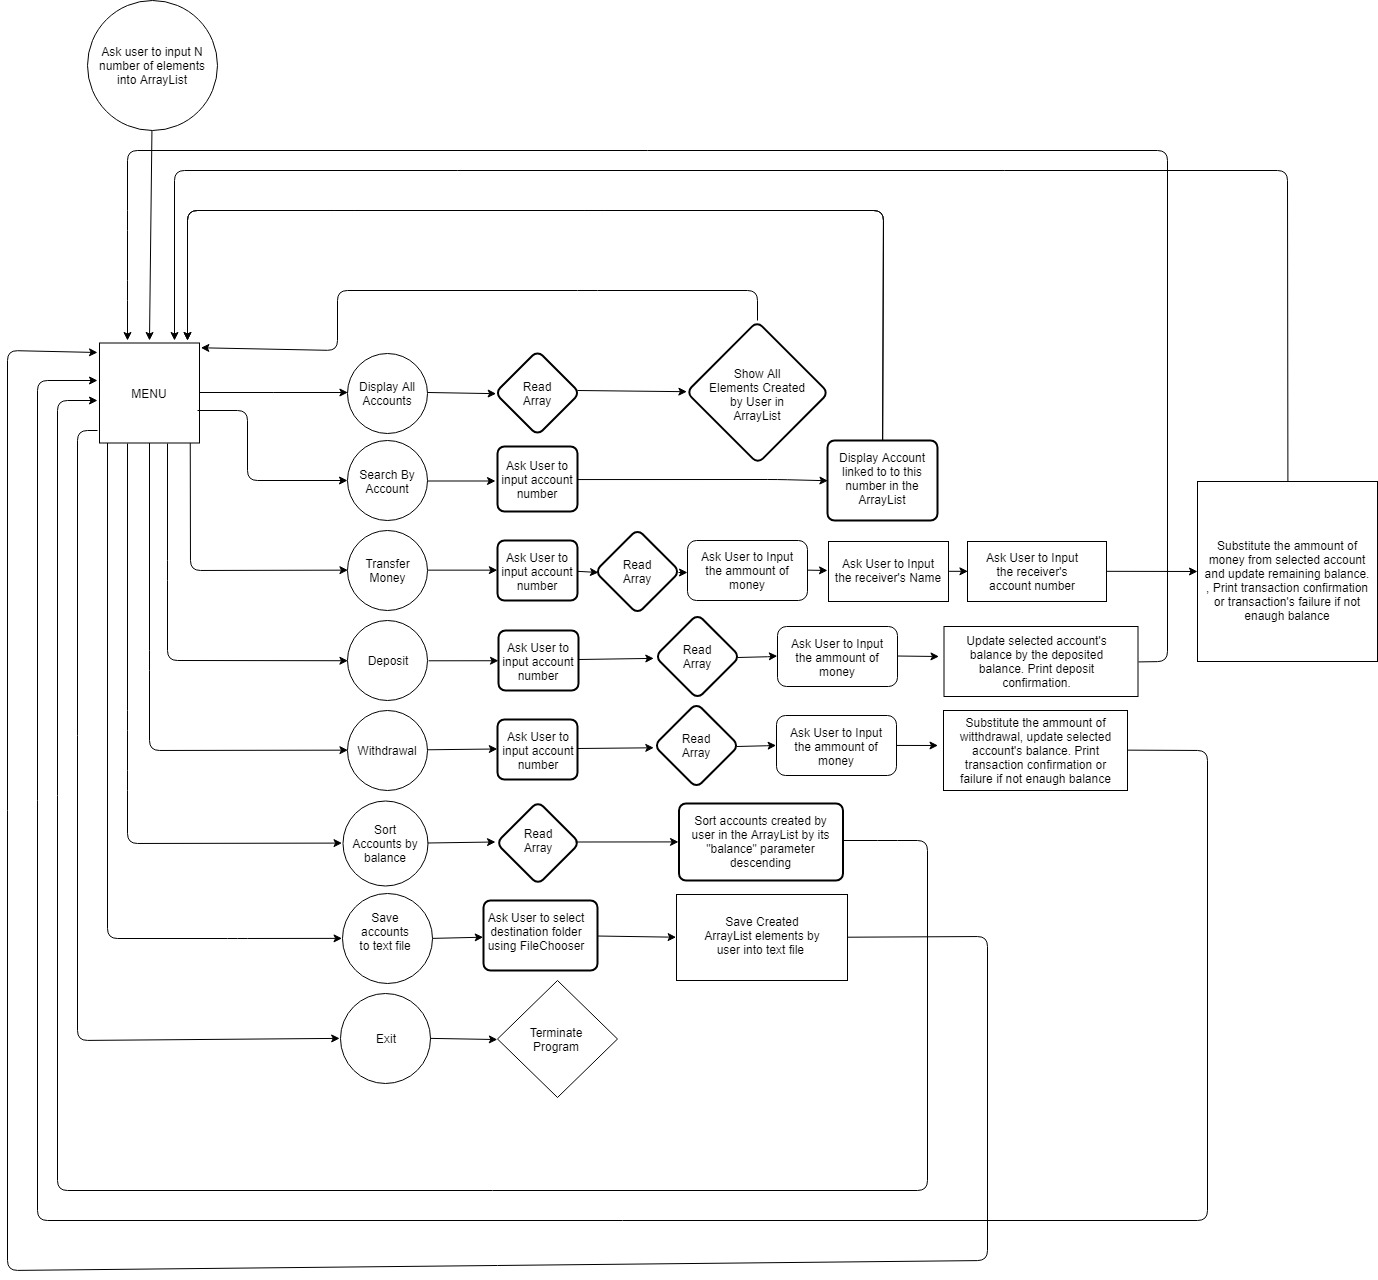 Ask user to input N
number of elements
into ArrayList
MENU
Display All
Accounts
Read
Array
Show All
Elements Created
by User in
ArrayList
Search By
Account
Ask User to
input account
number
Display Account
linked to to this
number in the
ArrayList
Transfer
Money
Ask User to
input account
number
Read
Array
Ask User to Input
the ammount of
money
Ask User to Input
the receiver's Name
Ask User to Input
the receiver's
account number
Substitute the ammount of
money from selected account
and update remaining balance.
, Print transaction confirmation
or transaction's failure if not
enaugh balance
Deposit
Ask User to
input account
number
Read
Array
Ask User to Input
the ammount of
money
Update selected account's
balance by the deposited
balance. Print deposit
confirmation.
Withdrawal
Ask User to
input account
number
Read
Array
Ask User to Input
the ammount of
money
Substitute the ammount of
witthdrawal, update selected
account's balance. Print
transaction confirmation or
failure if not enaugh balance
Sort
Accounts by
balance
Read
Array
Sort accounts created by
user in the ArrayList by its
"balance" parameter
descending
Save
accounts
to text file
Ask User to select
destination folder
using FileChooser
Save Created
ArrayList elements by
user into text file
Exit
Terminate
Program